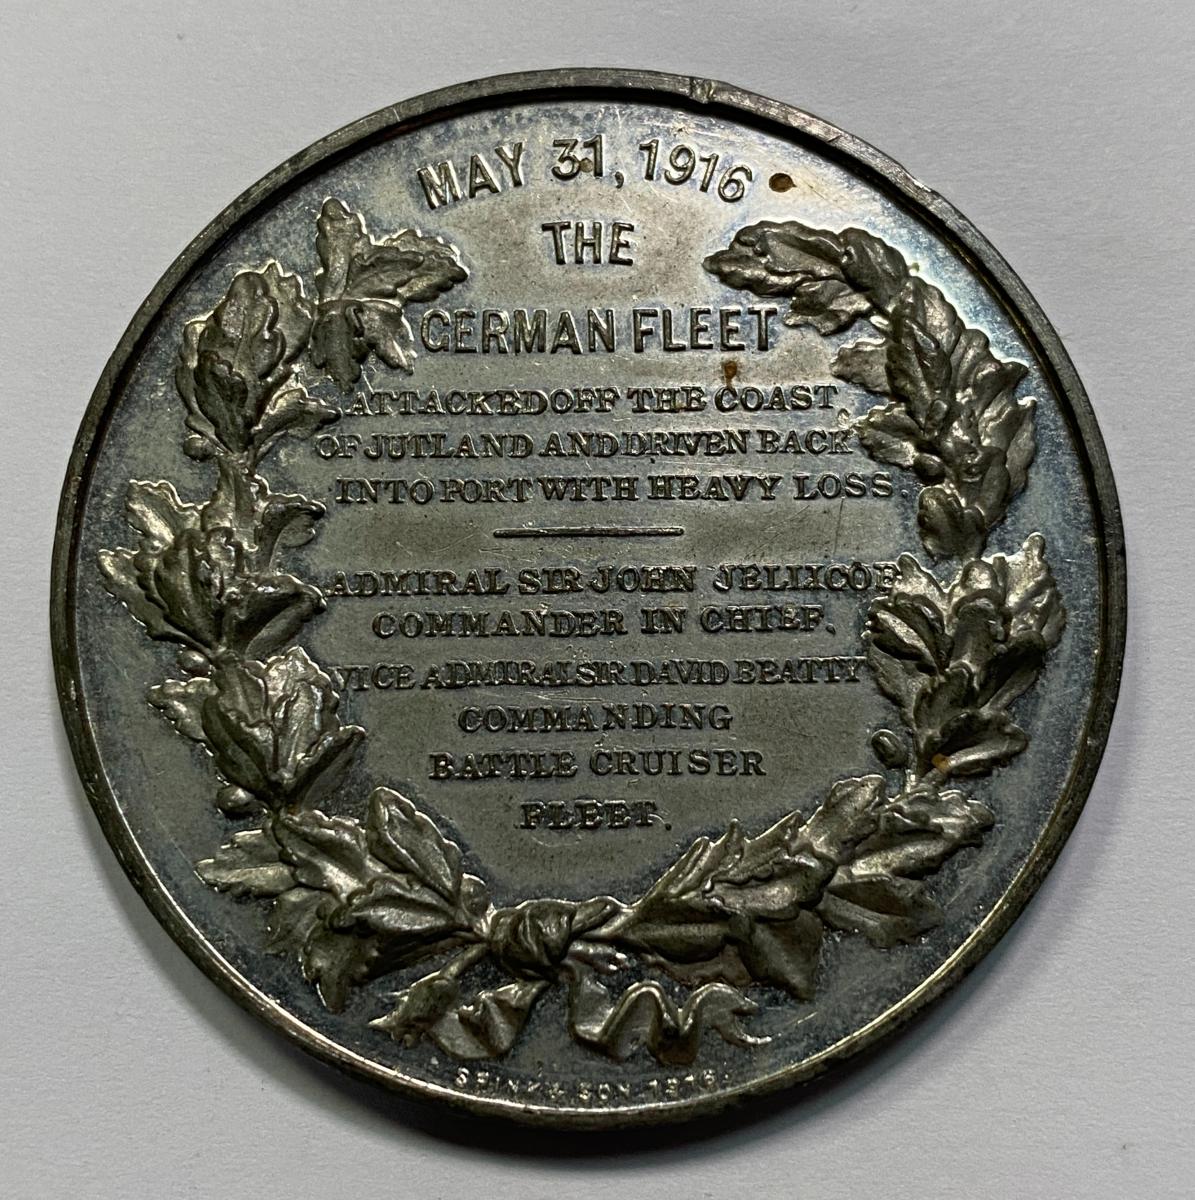 MAY 31, 1916
THE
GERMAN FLEET
ATTACKED OFF THE COAST
OF JUTLAND AND DRIVEN BACK
INTO PORT WITH HEAVY LOSS.
ADMIRAL SIR JOHN JELLICOE
COMMANDER IN CHIEF.
VICE ADMIRAL SIR DAVID BEATTY
COMMANDING
BATTLE CRUISER
FLEET.
SPINK & SON 1916.